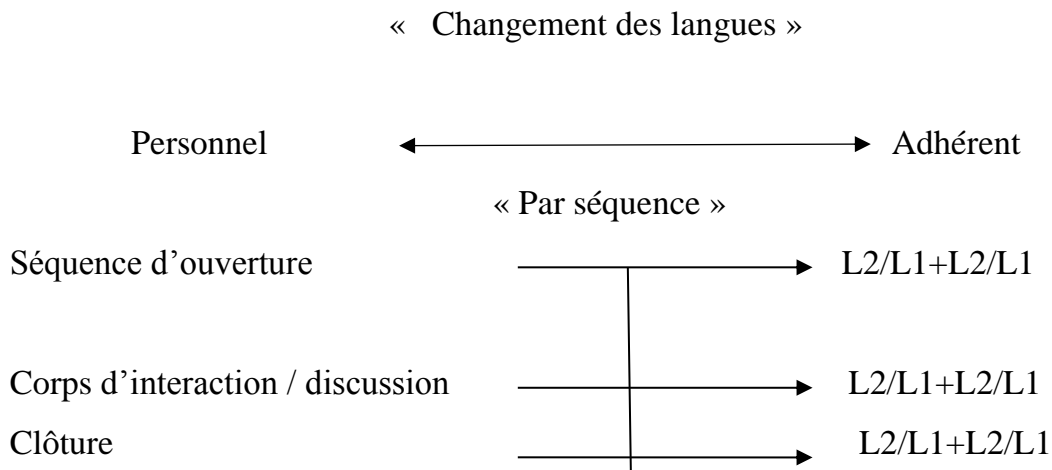 « Changement des langues »
Personnel Adhérent
« Par séquence »
Séquence d’ouverture L2/L1+L2/L1
Corps d’interaction / discussion L2/L1+L2/L1
Clôture L2/L1+L2/L1